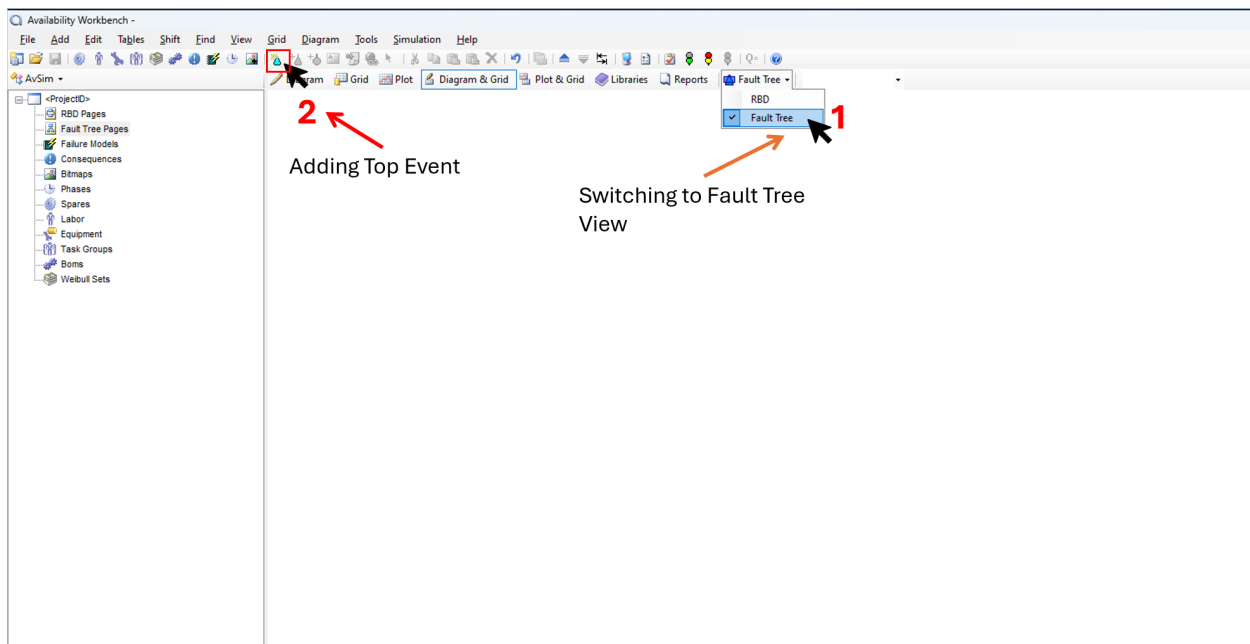 Availability Workbench -
File Add Edit Tables Shift Find View Grid Diagram Tools Simulation Help
AvSim
Diagram Grid Plot Diagram & Grid Plot & Grid Libraries Reports Fault Tree
RBD
Fault Tree
1
2
Adding Top Event
Switching to Fault Tree
View
<ProjectID>
RBD Pages
Fault Tree Pages
Failure Models
Consequences
Bitmaps
Phases
Spares
Labor
Equipment
Task Groups
Boms
Weibull Sets